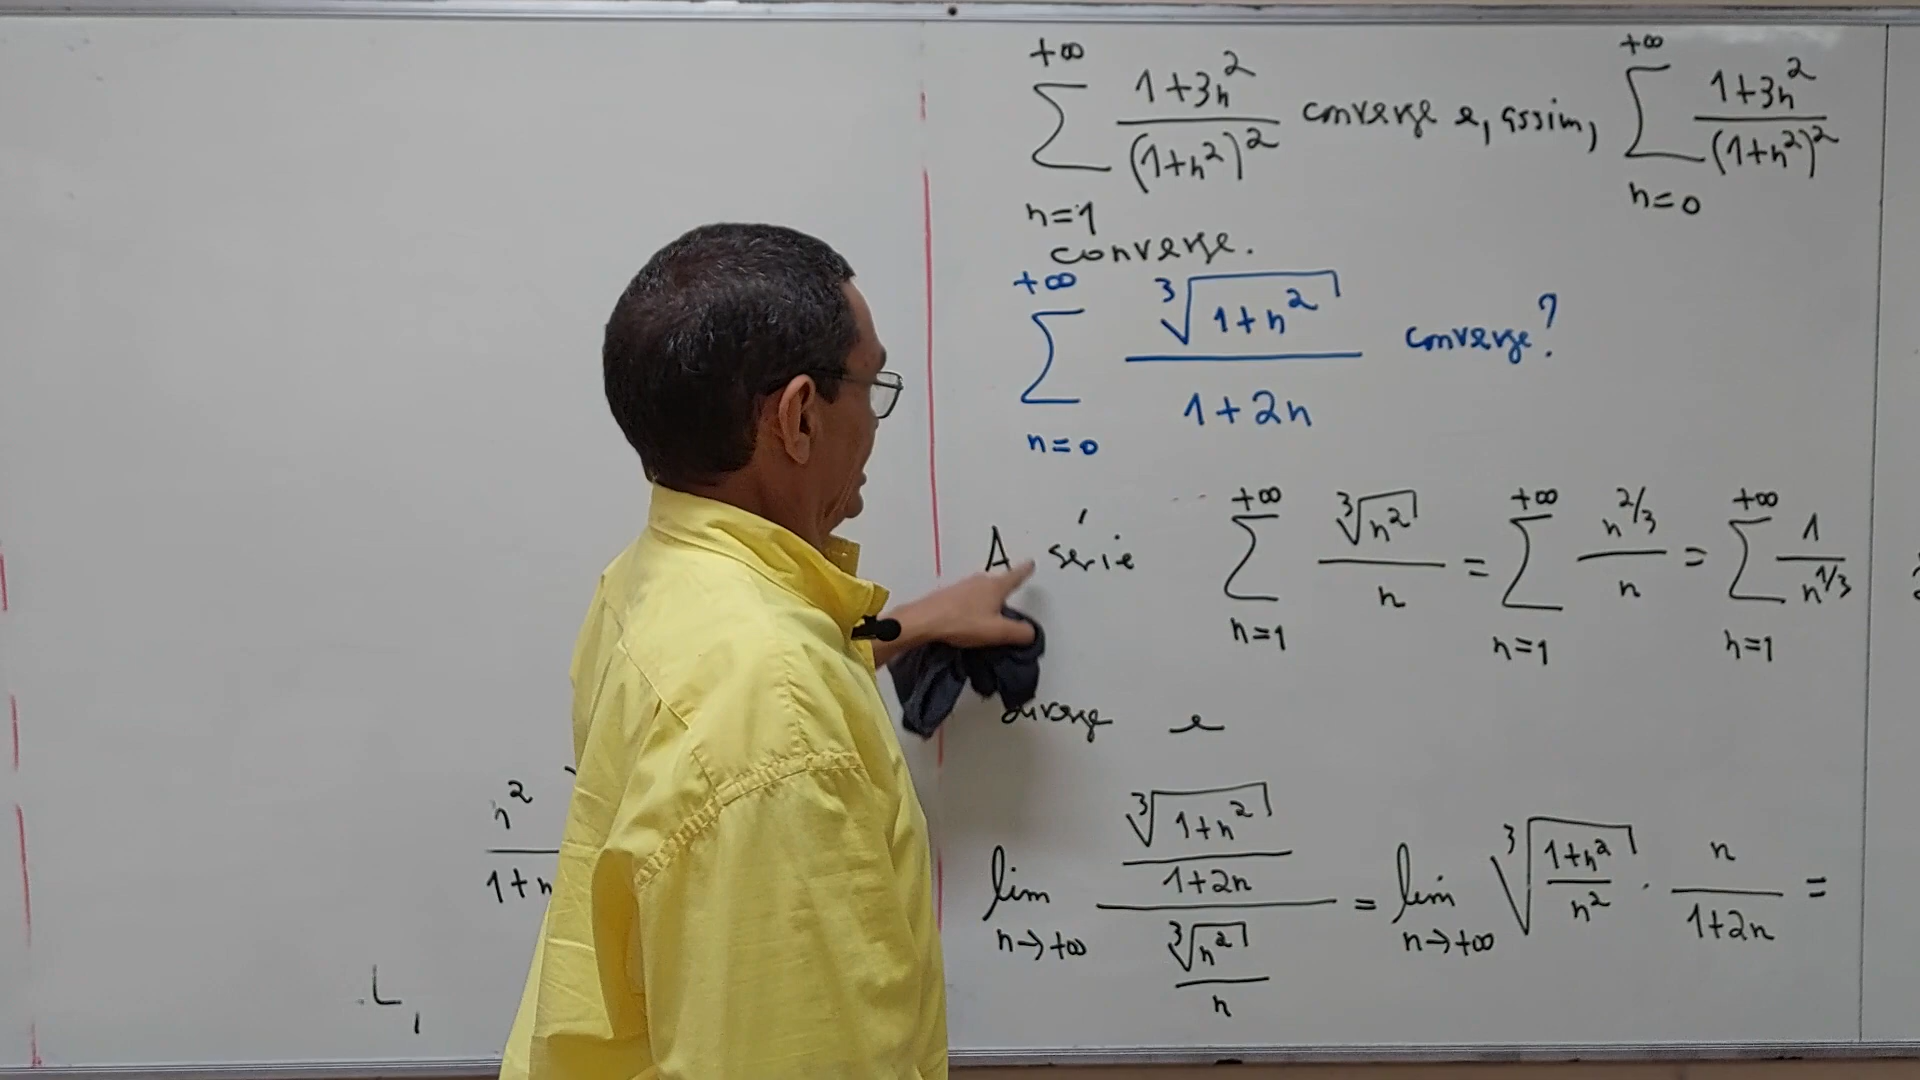 +∞ ∑ n=1 (1+3n²)/(1+n²)² converge e, assim, +∞ ∑ n=0 (1+3n²)/(1+n²)²
converge.
+∞ ∑ n=0 ∛(1+n²)/(1+2n) converge?
A série +∞ ∑ n=1 ∛(n²)/n = +∞ ∑ n=1 n^(2/3)/n = +∞ ∑ n=1 1/n^(1/3)
diverge e
lim n→+∞ (∛(1+n²)/(1+2n))/(∛(n²)/n) = lim n→+∞ ∛((1+n²)/n²) · n/(1+2n) =
n²
1+n
L